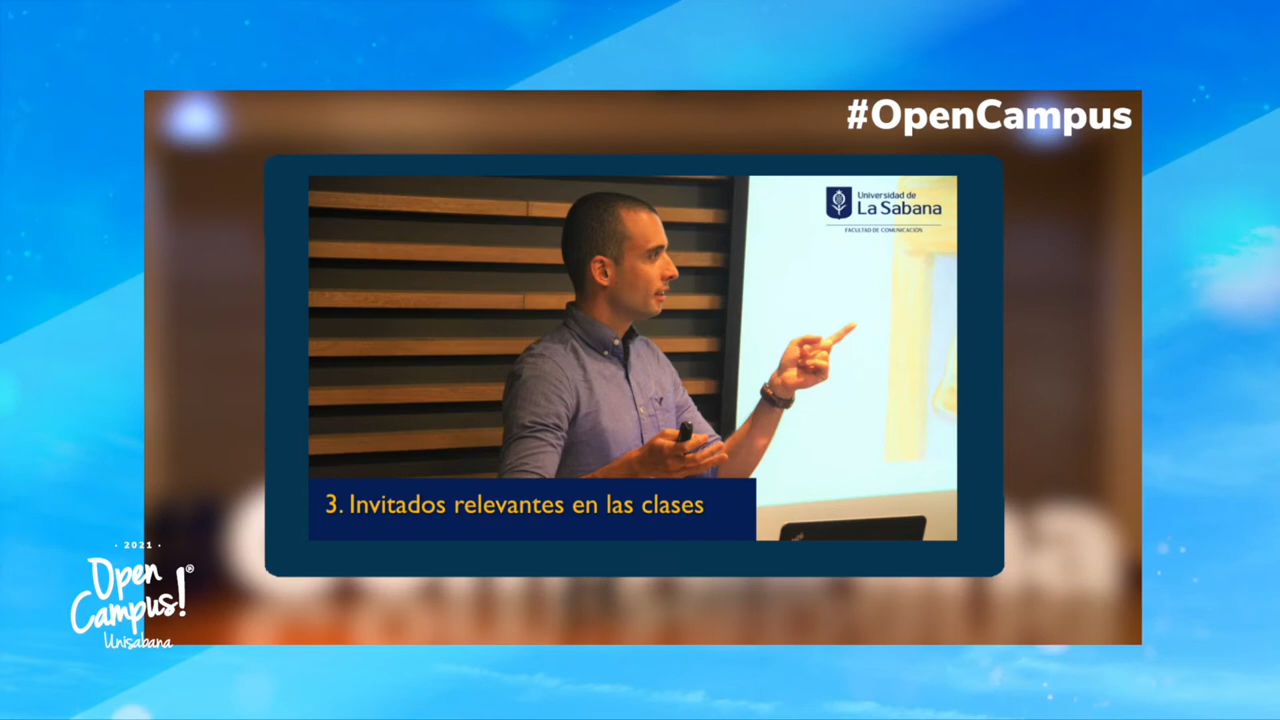 #OpenCampus
Universidad de
La Sabana
FACULTAD DE COMUNICACIÓN
3. Invitados relevantes en las clases
· 2021 ·
Open
Campus!®
Unisabana